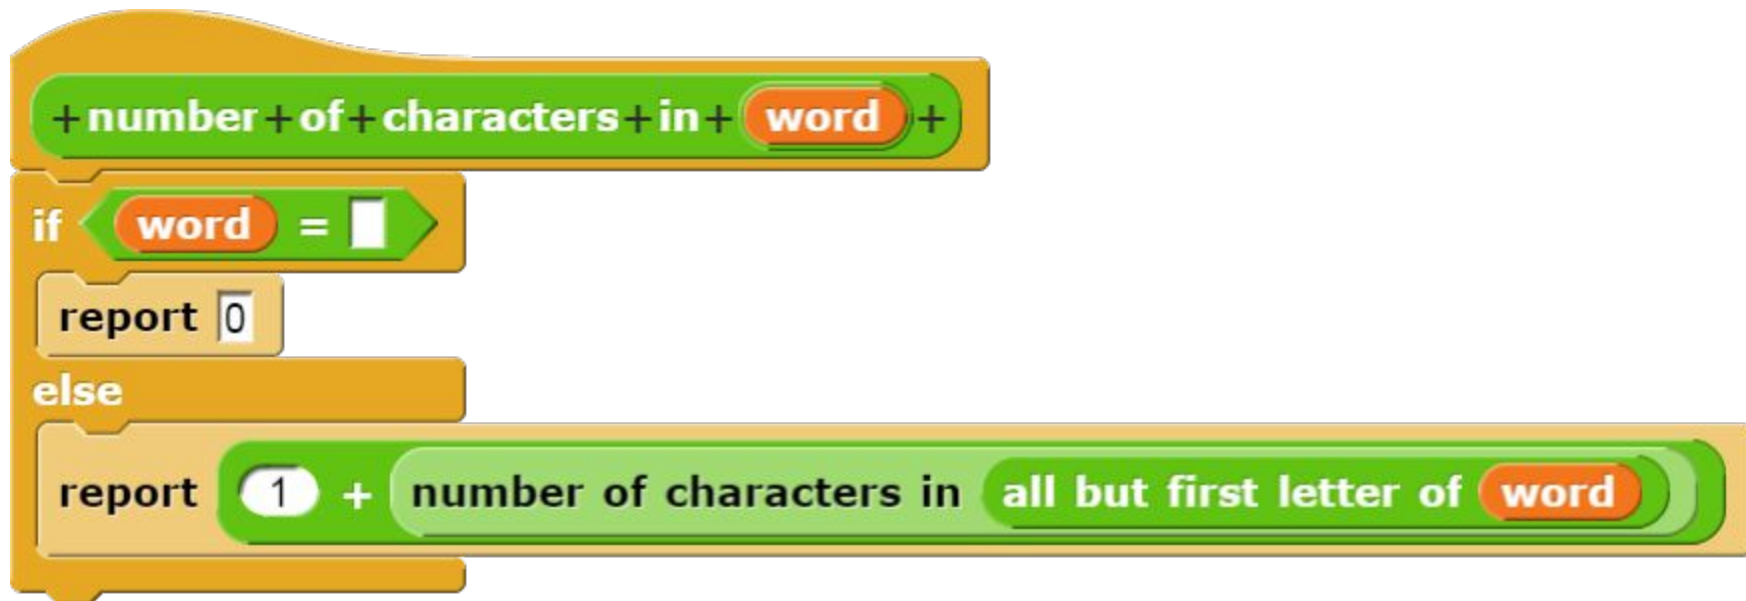 +number+of+characters+in+ word +
if word =
report 0
else
report 1 + number of characters in all but first letter of word